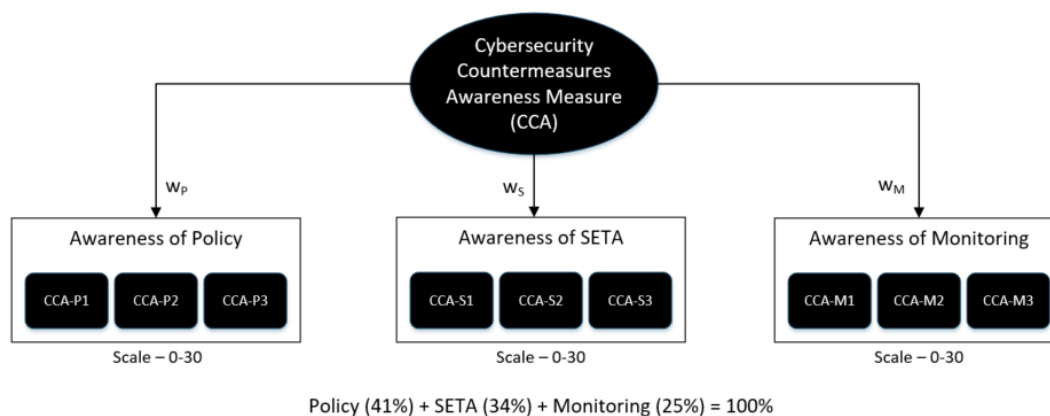 Cybersecurity
Countermeasures
Awareness Measure
(CCA)
wP
wS
wM
Awareness of Policy
CCA-P1 CCA-P2 CCA-P3
Scale – 0-30
Awareness of SETA
CCA-S1 CCA-S2 CCA-S3
Scale – 0-30
Awareness of Monitoring
CCA-M1 CCA-M2 CCA-M3
Scale – 0-30
Policy (41%) + SETA (34%) + Monitoring (25%) = 100%